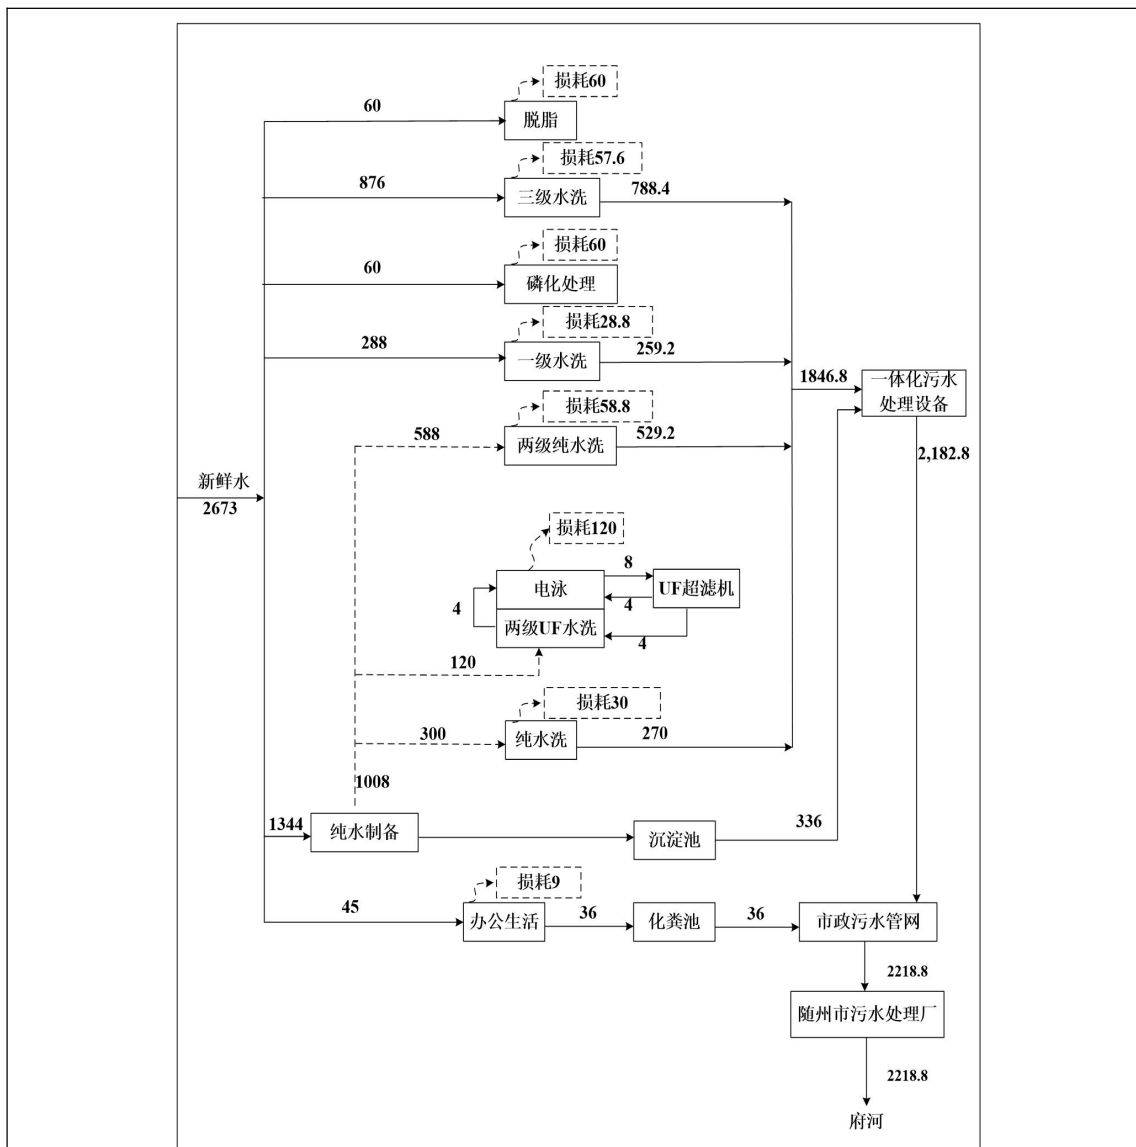 损耗60
60
脱脂
损耗57.6
876
三级水洗
788.4
损耗60
60
磷化处理
损耗28.8
288
一级水洗
259.2
1846.8
一体化污水
处理设备
损耗58.8
588
两级纯水洗
529.2
2,182.8
新鲜水
2673
损耗120
8
电泳
UF超滤机
4
4
两级UF水洗
4
120
损耗30
300
纯水洗
270
1008
1344
纯水制备
沉淀池
336
损耗9
45
办公生活
36
化粪池
36
市政污水管网
2218.8
随州市污水处理厂
2218.8
府河